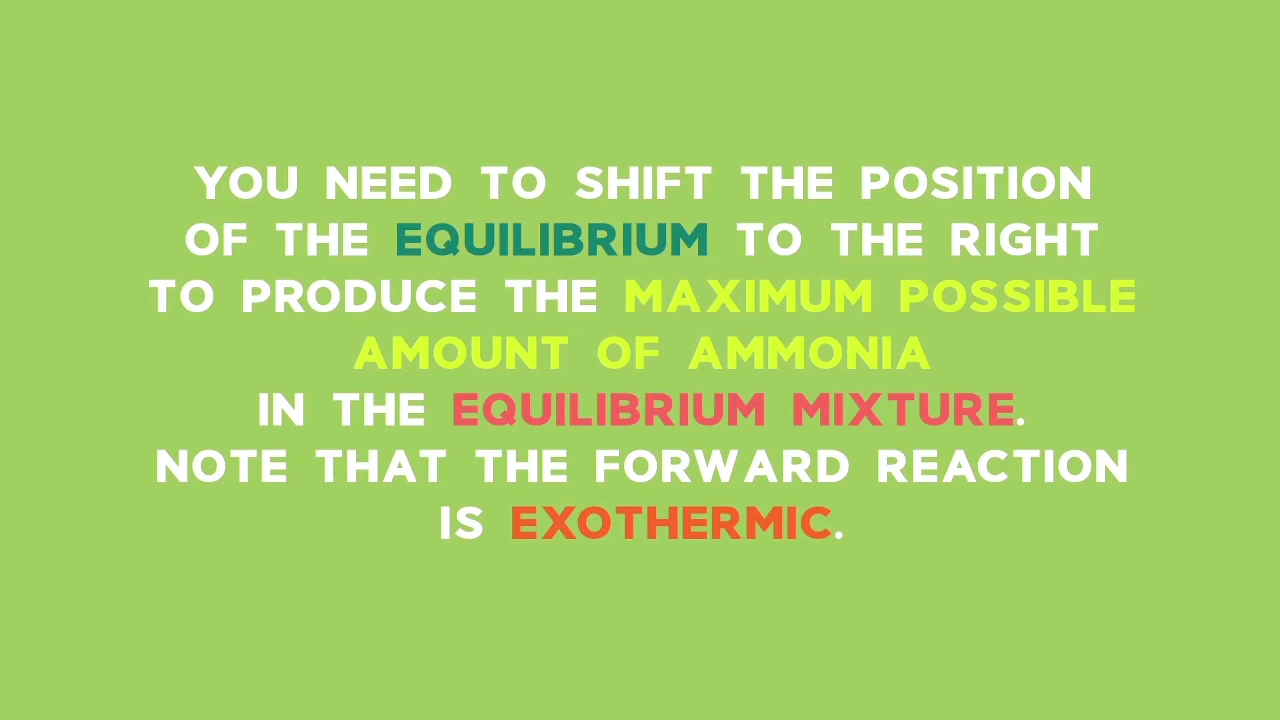 YOU NEED TO SHIFT THE POSITION
OF THE EQUILIBRIUM TO THE RIGHT
TO PRODUCE THE MAXIMUM POSSIBLE
AMOUNT OF AMMONIA
IN THE EQUILIBRIUM MIXTURE.
NOTE THAT THE FORWARD REACTION
IS EXOTHERMIC.